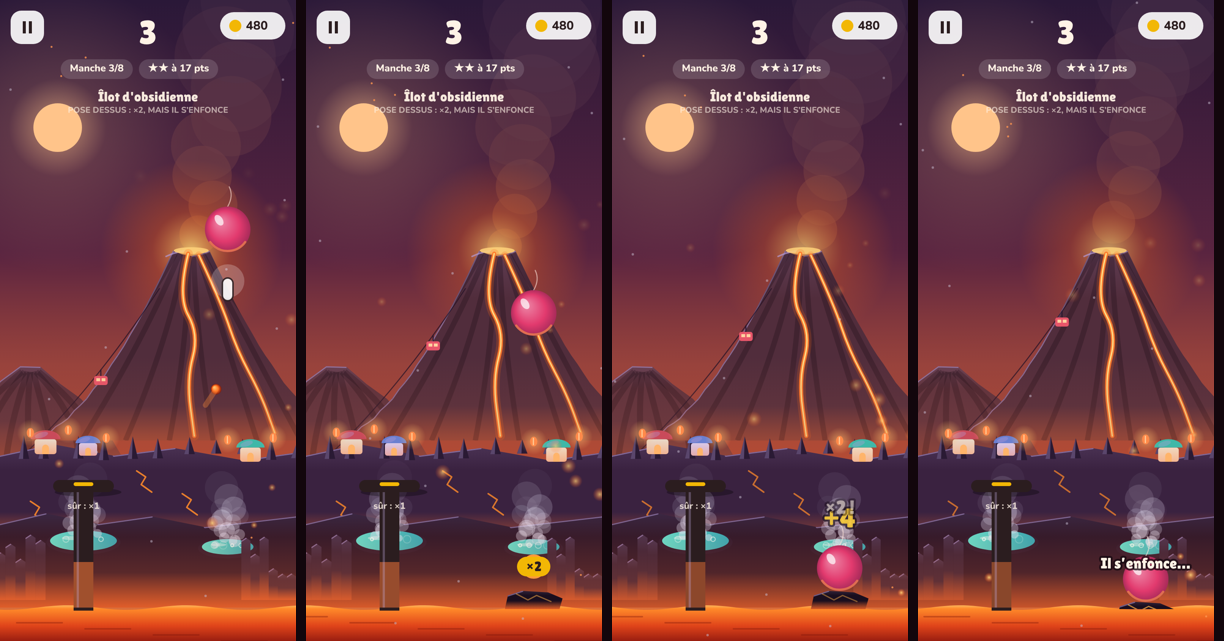 3
480
Manche 3/8
★★ à 17 pts
Îlot d'obsidienne
POSE DESSUS : ×2, MAIS IL S'ENFONCE
sûr : ×1
3
480
Manche 3/8
★★ à 17 pts
Îlot d'obsidienne
POSE DESSUS : ×2, MAIS IL S'ENFONCE
sûr : ×1
×2
3
480
Manche 3/8
★★ à 17 pts
Îlot d'obsidienne
POSE DESSUS : ×2, MAIS IL S'ENFONCE
sûr : ×1
×2!
+4
3
480
Manche 3/8
★★ à 17 pts
Îlot d'obsidienne
POSE DESSUS : ×2, MAIS IL S'ENFONCE
sûr : ×1
Il s'enfonce...